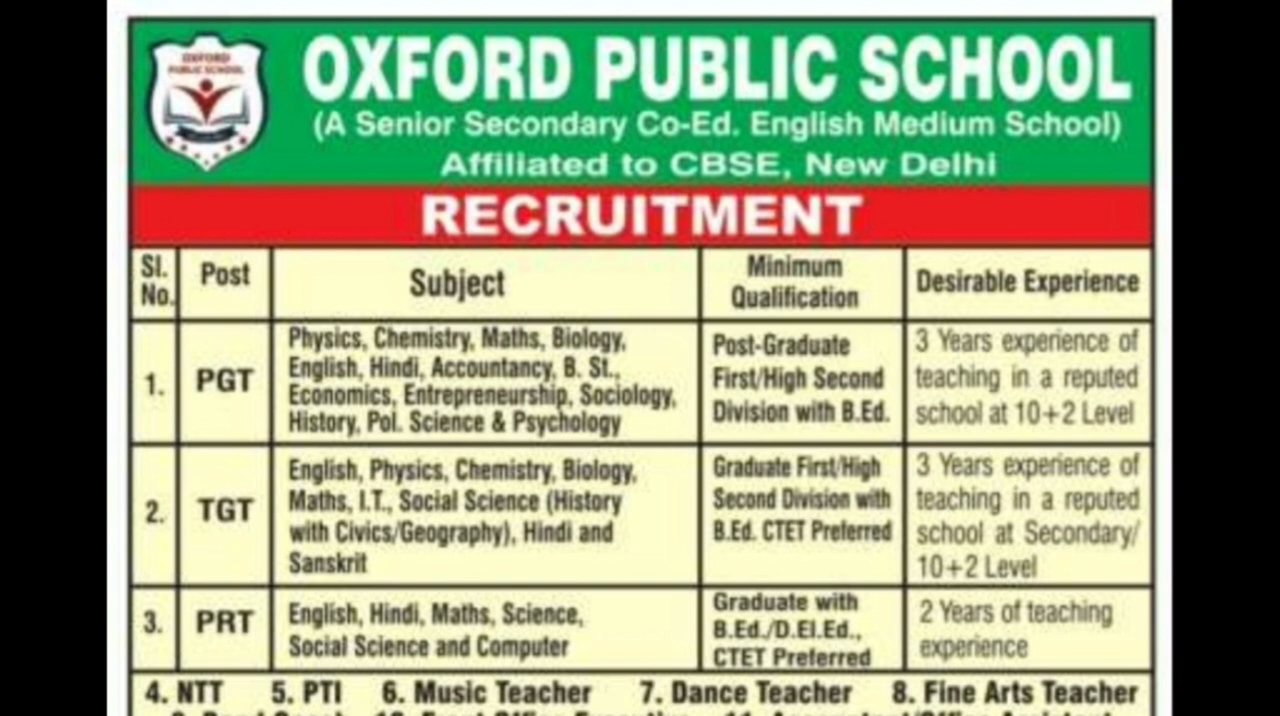 OXFORD
PUBLIC SCHOOL
OXFORD PUBLIC SCHOOL
(A Senior Secondary Co-Ed. English Medium School)
Affiliated to CBSE, New Delhi
RECRUITMENT
Sl. No. Post Subject Minimum Qualification Desirable Experience
1. PGT
Physics, Chemistry, Maths, Biology,
English, Hindi, Accountancy, B. St.,
Economics, Entrepreneurship, Sociology,
History, Pol. Science & Psychology
Post-Graduate
First/High Second
Division with B.Ed.
3 Years experience of
teaching in a reputed
school at 10+2 Level
2. TGT
English, Physics, Chemistry, Biology,
Maths, I.T., Social Science (History
with Civics/Geography), Hindi and
Sanskrit
Graduate First/High
Second Division with
B.Ed. CTET Preferred
3 Years experience of
teaching in a reputed
school at Secondary/
10+2 Level
3. PRT
English, Hindi, Maths, Science,
Social Science and Computer
Graduate with
B.Ed./D.El.Ed.,
CTET Preferred
2 Years of teaching
experience
4. NTT 5. PTI 6. Music Teacher 7. Dance Teacher 8. Fine Arts Teacher